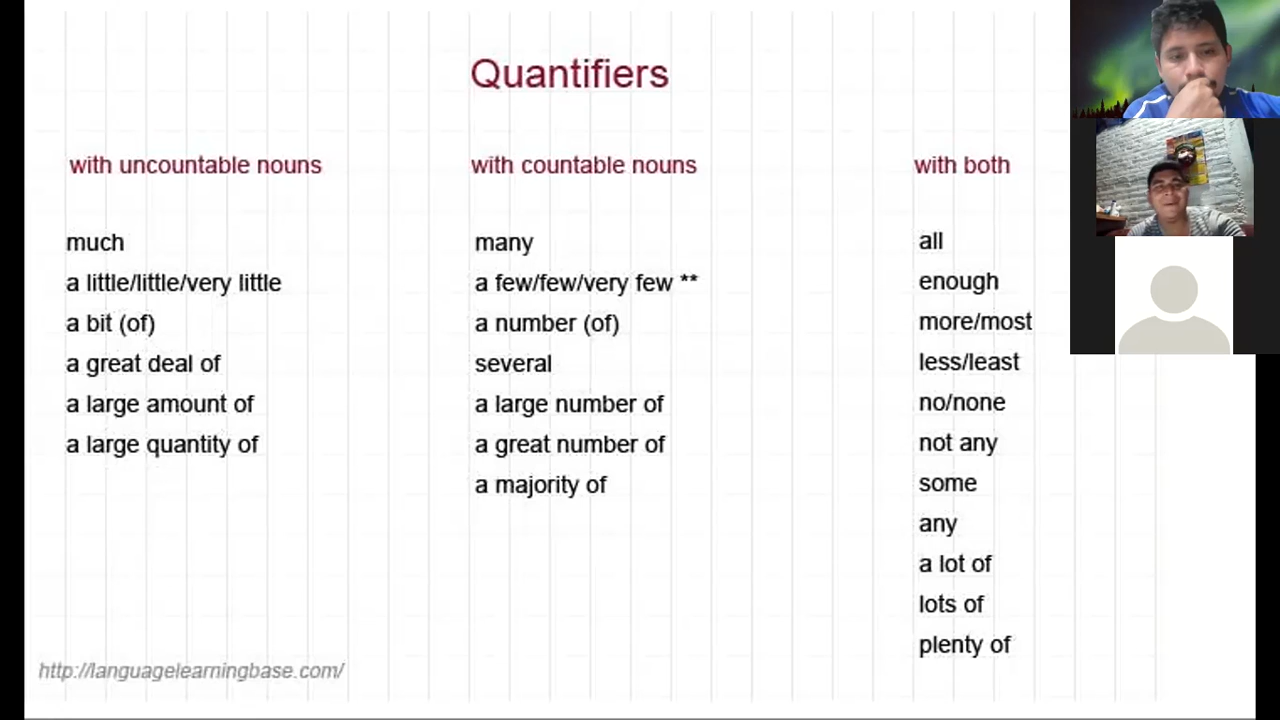 Quantifiers
with uncountable nouns
much
a little/little/very little
a bit (of)
a great deal of
a large amount of
a large quantity of
with countable nouns
many
a few/few/very few **
a number (of)
several
a large number of
a great number of
a majority of
with both
all
enough
more/most
less/least
no/none
not any
some
any
a lot of
lots of
plenty of
http://languagelearningbase.com/